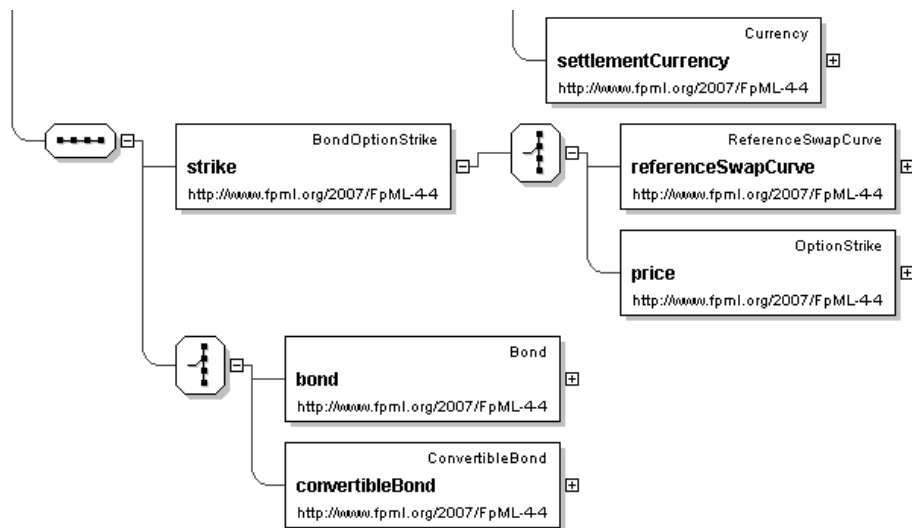 Currency
settlementCurrency
http://www.fpml.org/2007/FpML-4-4
BondOptionStrike
strike
http://www.fpml.org/2007/FpML-4-4
ReferenceSwapCurve
referenceSwapCurve
http://www.fpml.org/2007/FpML-4-4
OptionStrike
price
http://www.fpml.org/2007/FpML-4-4
Bond
bond
http://www.fpml.org/2007/FpML-4-4
ConvertibleBond
convertibleBond
http://www.fpml.org/2007/FpML-4-4